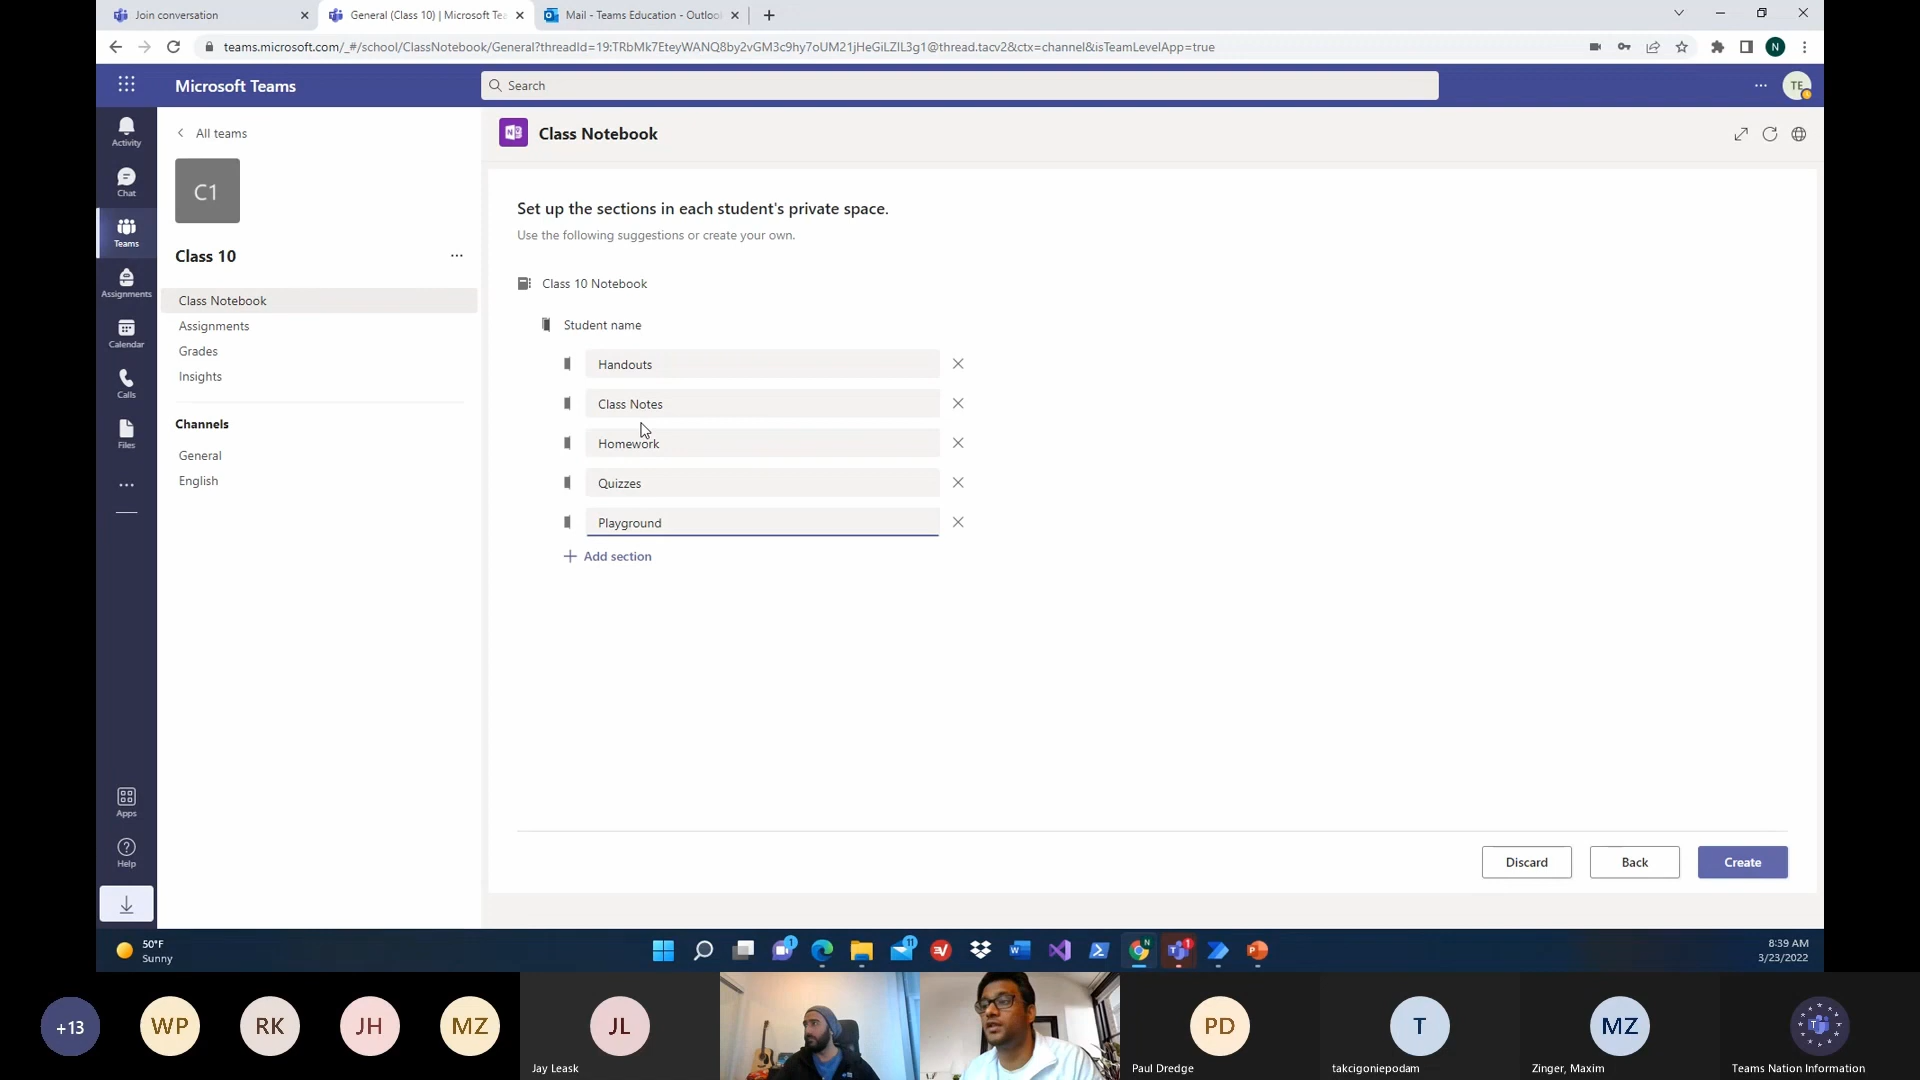 Join conversation
General (Class 10) | Microsoft Te
Mail - Teams Education - Outloo
teams.microsoft.com/_#/school/ClassNotebook/General?threadId=19:TRbMk7EteyWANQ8by2vGM3c9hy7oUM21jHeGiLZIL3g1@thread.tacv2&ctx=channel&isTeamLevelApp=true
N
Microsoft Teams
Search
TE
Activity
Chat
Teams
Assignments
Calendar
Calls
Files
Apps
Help
All teams
C1
Class 10
Class Notebook
Assignments
Grades
Insights
Channels
General
English
Class Notebook
Set up the sections in each student's private space.
Use the following suggestions or create your own.
Class 10 Notebook
Student name
Handouts
Class Notes
Homework
Quizzes
Playground
Add section
Discard
Back
Create
50°F
Sunny
1
11
N
1
8:39 AM
3/23/2022
+13
WP
RK
JH
MZ
JL
PD
T
MZ
Jay Leask
Paul Dredge
takcigoniepodam
Zinger, Maxim
Teams Nation Information